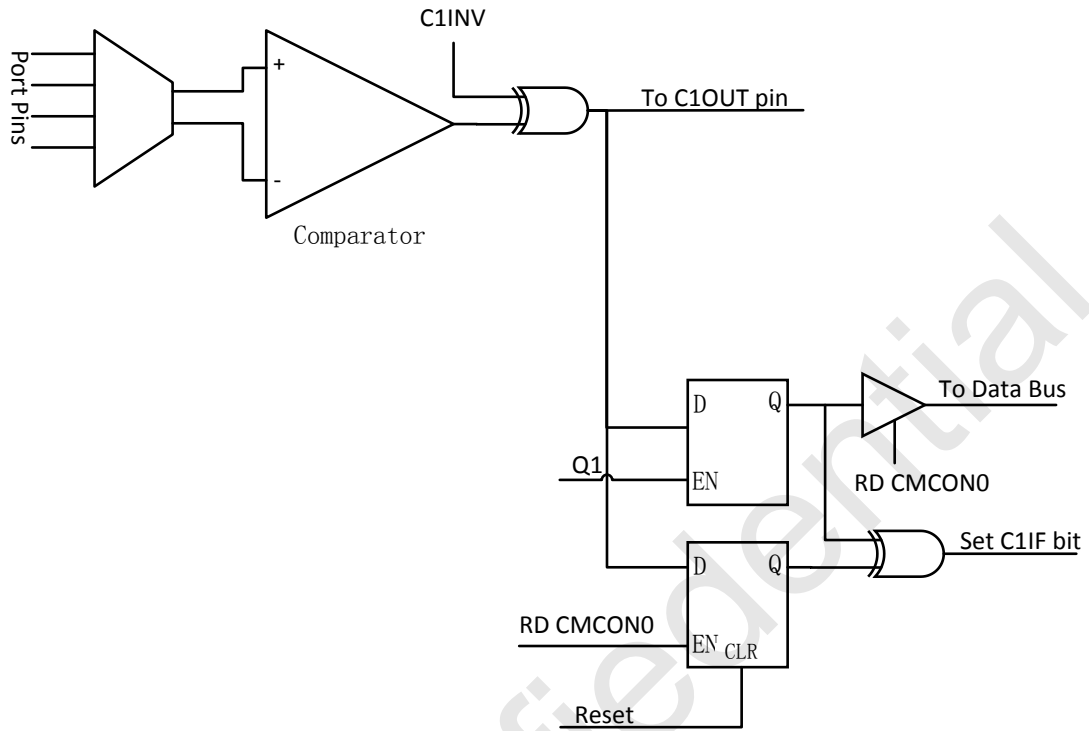 C1INV
Port Pins
+
-
To C1OUT pin
Comparator
D
Q
To Data Bus
Q1
EN
RD CMCON0
D
Q
Set C1IF bit
RD CMCON0
EN
CLR
Reset
fiedential